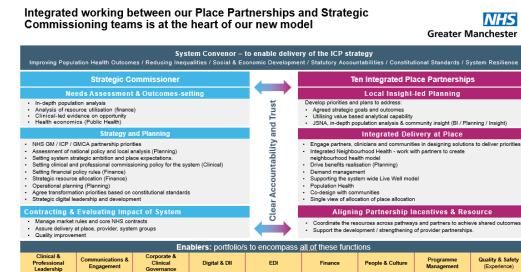 Integrated working between our Place Partnerships and Strategic
Commissioning teams is at the heart of our new model
NHS
Greater Manchester
System Convenor – to enable delivery of the ICP strategy
Improving Population Health Outcomes / Reducing Inequalities / Social & Economic Development / Statutory Accountabilities / Constitutional Standards / System Resilience
Strategic Commissioner
Needs Assessment & Outcomes-setting
• In-depth population analysis
• Analysis of resource utilisation (finance)
• Clinical-led evidence on opportunity
• Health economics (Public Health)
Strategy and Planning
• NHS GM / ICP / GMCA partnership priorities
• Assessment of national policy and local analysis (Planning)
• Setting system strategic ambition and place expectations.
• Setting clinical and professional commissioning policy for the system (Clinical)
• Setting financial policy rules (Finance)
• Strategic resource allocation (Finance)
• Operational planning (Planning)
• Agree transformation priorities based on constitutional standards
• Strategic digital leadership and development
Contracting & Evaluating Impact of System
• Manage market rules and core NHS contracts
• Assure delivery at place, provider, system groups
• Quality improvement
Clear Accountability and Trust
Ten Integrated Place Partnerships
Local Insight-led Planning
Develop priorities and plans to address:
• Agreed strategic goals and outcomes
• Utilising value based analytical capability
• JSNA, in-depth population analysis & community insight (BI / Planning / Insight)
Integrated Delivery at Place
• Engage partners, clinicians and communities in designing solutions to deliver priorities
• Integrated Neighbourhood Health - work with partners to create
neighbourhood health model
• Drive benefits realisation (Planning)
• Demand management
• Supporting the system wide Live Well model
• Population Health
• Co-design with communities
• Single view of allocation of place allocation
Aligning Partnership Incentives & Resource
• Coordinate the resources across pathways and partners to achieve shared outcomes
• Support the development / strengthening of provider partnerships.
Enablers: portfolio/s to encompass all of these functions
Clinical &
Professional
Leadership
Communications &
Engagement
Corporate &
Clinical
Governance
Digital & DII
EDI
Finance
People & Culture
Programme
Management
Quality & Safety
(Experience)